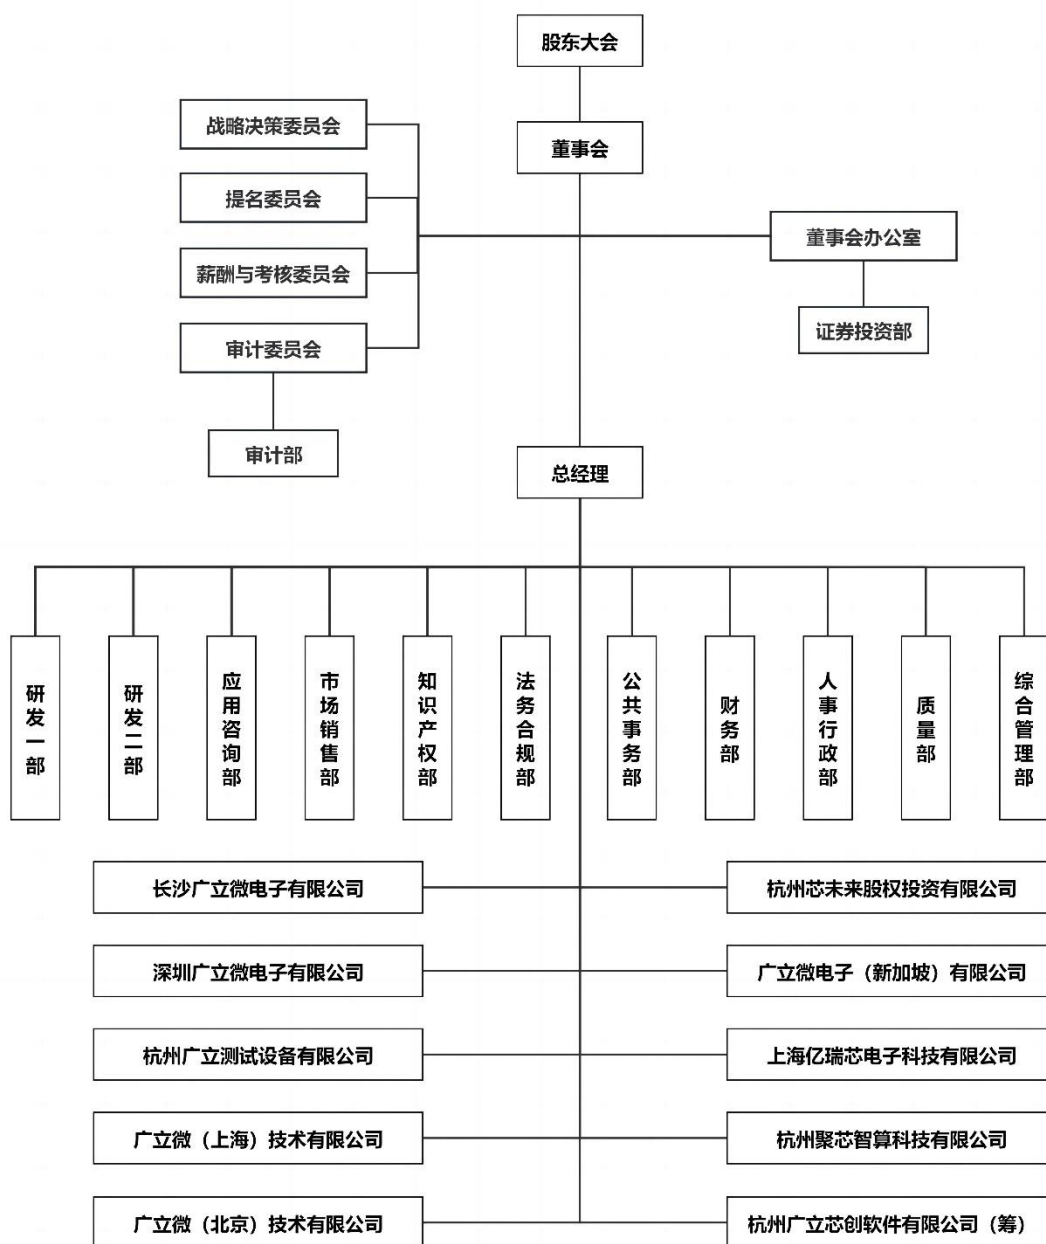 股东大会
董事会
战略决策委员会
提名委员会
薪酬与考核委员会
审计委员会
审计部
董事会办公室
证券投资部
总经理
研发一部
研发二部
应用咨询部
市场销售部
知识产权部
法务合规部
公共事务部
财务部
人事行政部
质量部
综合管理部
长沙广立微电子有限公司
杭州芯未来股权投资有限公司
深圳广立微电子有限公司
广立微电子（新加坡）有限公司
杭州广立测试设备有限公司
上海亿瑞芯电子科技有限公司
广立微（上海）技术有限公司
杭州聚芯智算科技有限公司
广立微（北京）技术有限公司
杭州广立芯创软件有限公司（筹）